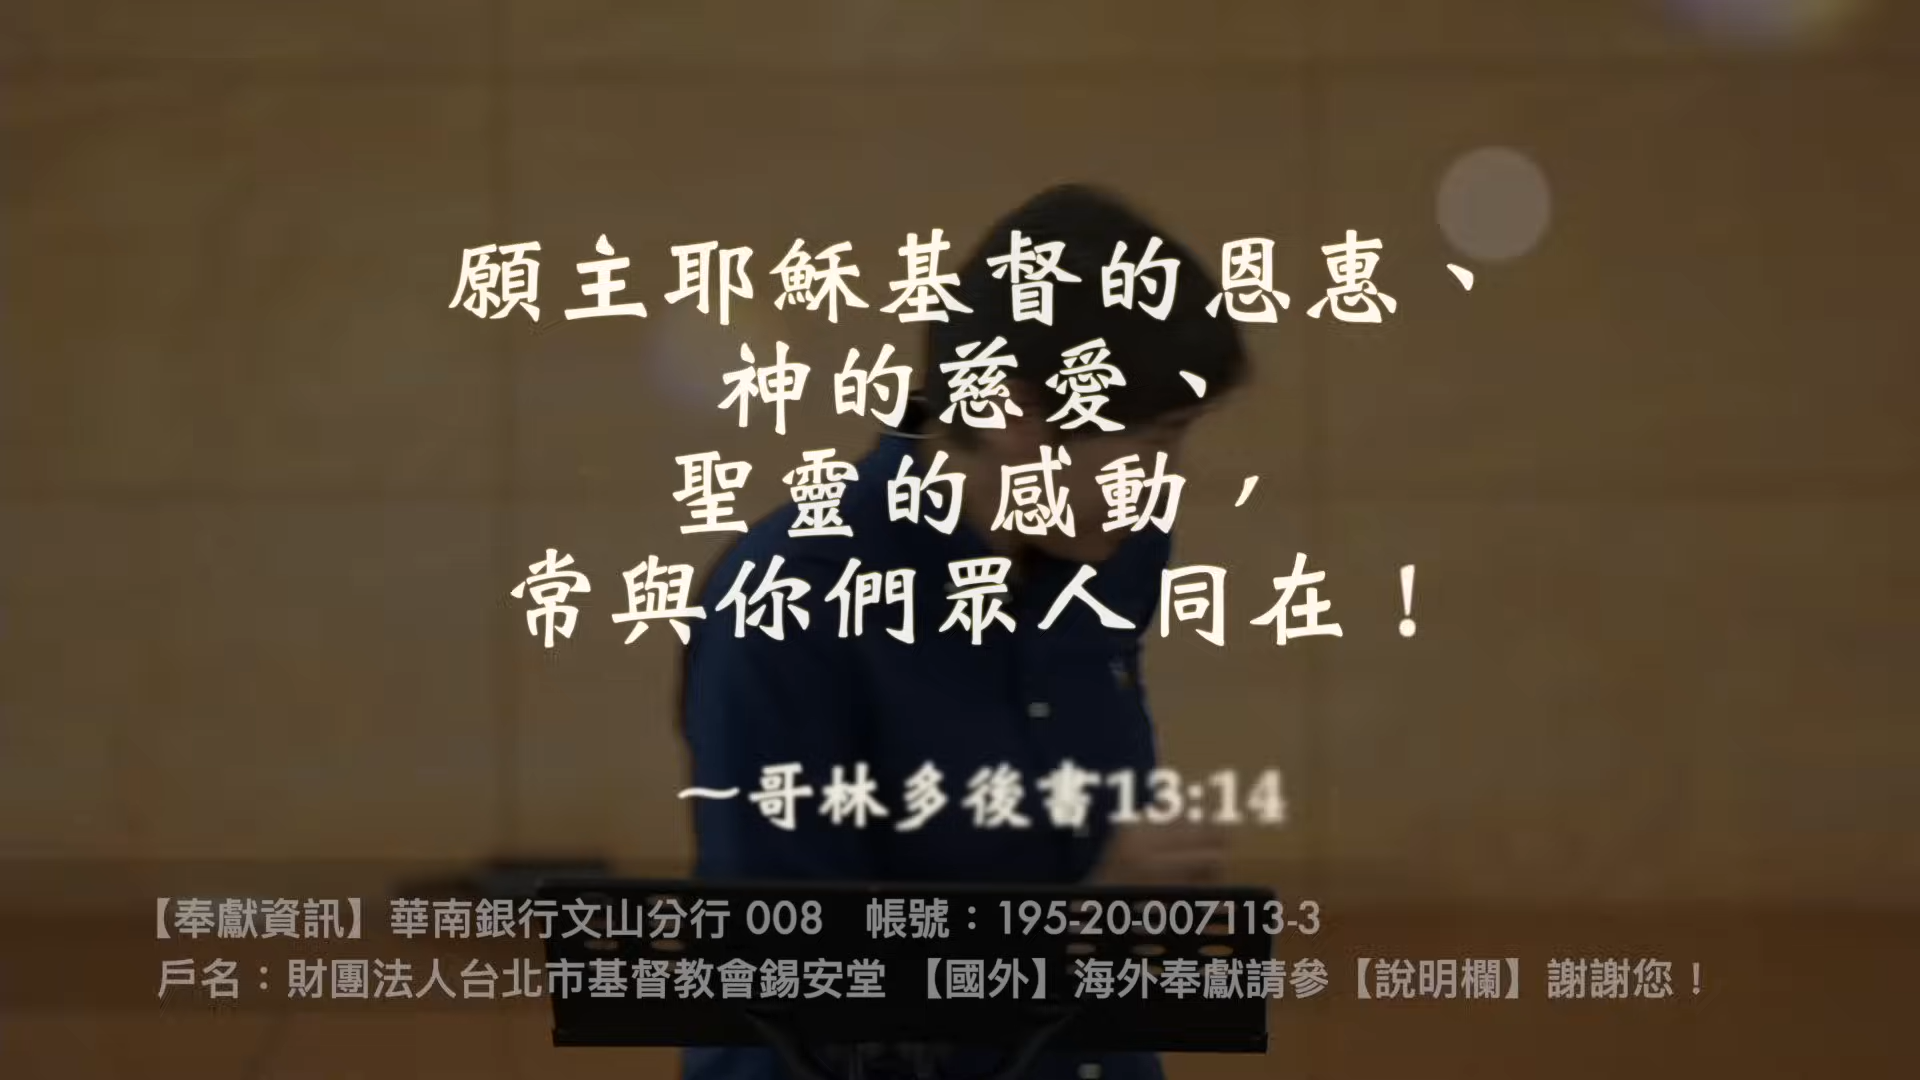 願主耶穌基督的恩惠、
神的慈愛、
聖靈的感動，
常與你們眾人同在！
～哥林多後書13:14
【奉獻資訊】華南銀行文山分行 008 帳號：195-20-007113-3
戶名：財團法人台北市基督教會錫安堂 【國外】海外奉獻請參【說明欄】謝謝您！